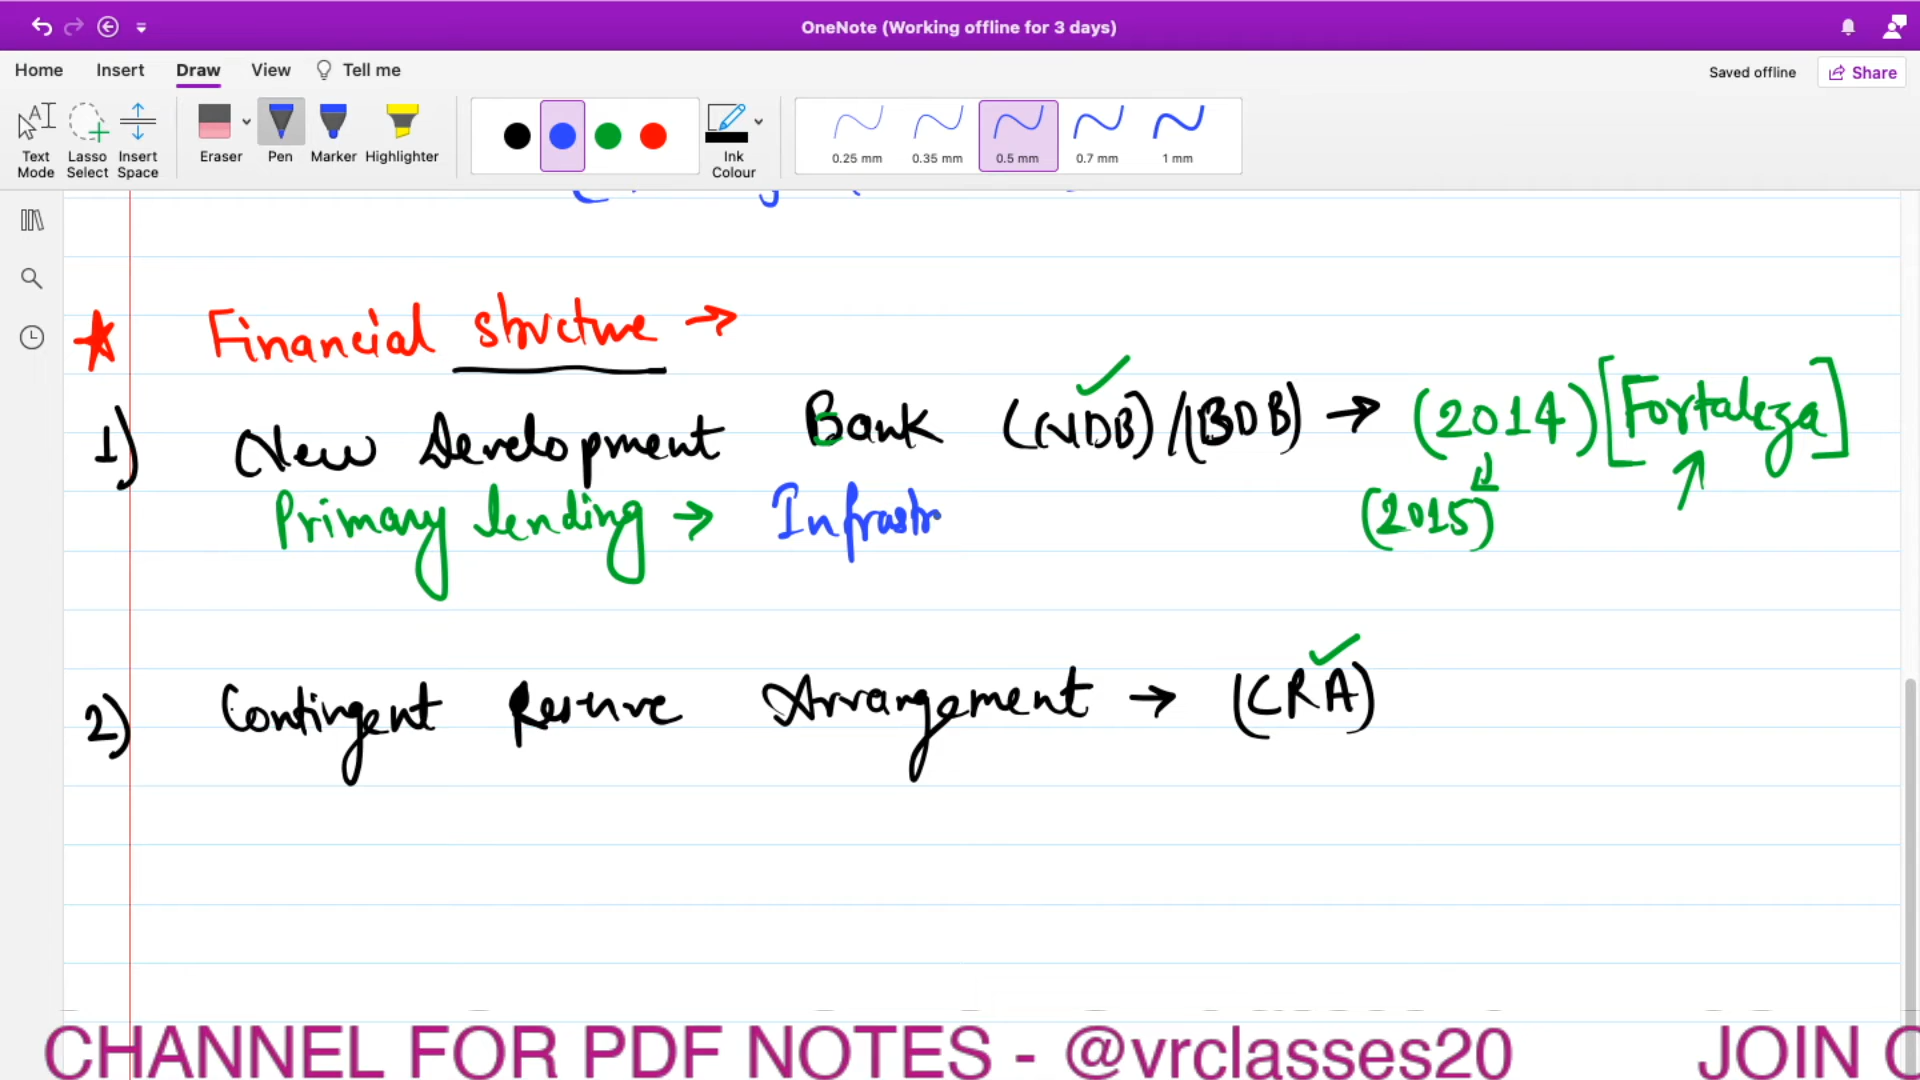 OneNote (Working offline for 3 days)
Home Insert Draw View Tell me
Saved offline Share
Text Mode Lasso Select Insert Space Eraser Pen Marker Highlighter Ink Colour 0.25 mm 0.35 mm 0.5 mm 0.7 mm 1 mm
Financial structure →
1) New Development Bank (NDB)/(BDB) → (2014) [Fortaleza]
(2015)
Primary lending → Infrastr
2) Contingent Reserve Arrangement → (CRA)
CHANNEL FOR PDF NOTES - @vrclasses20 JOIN